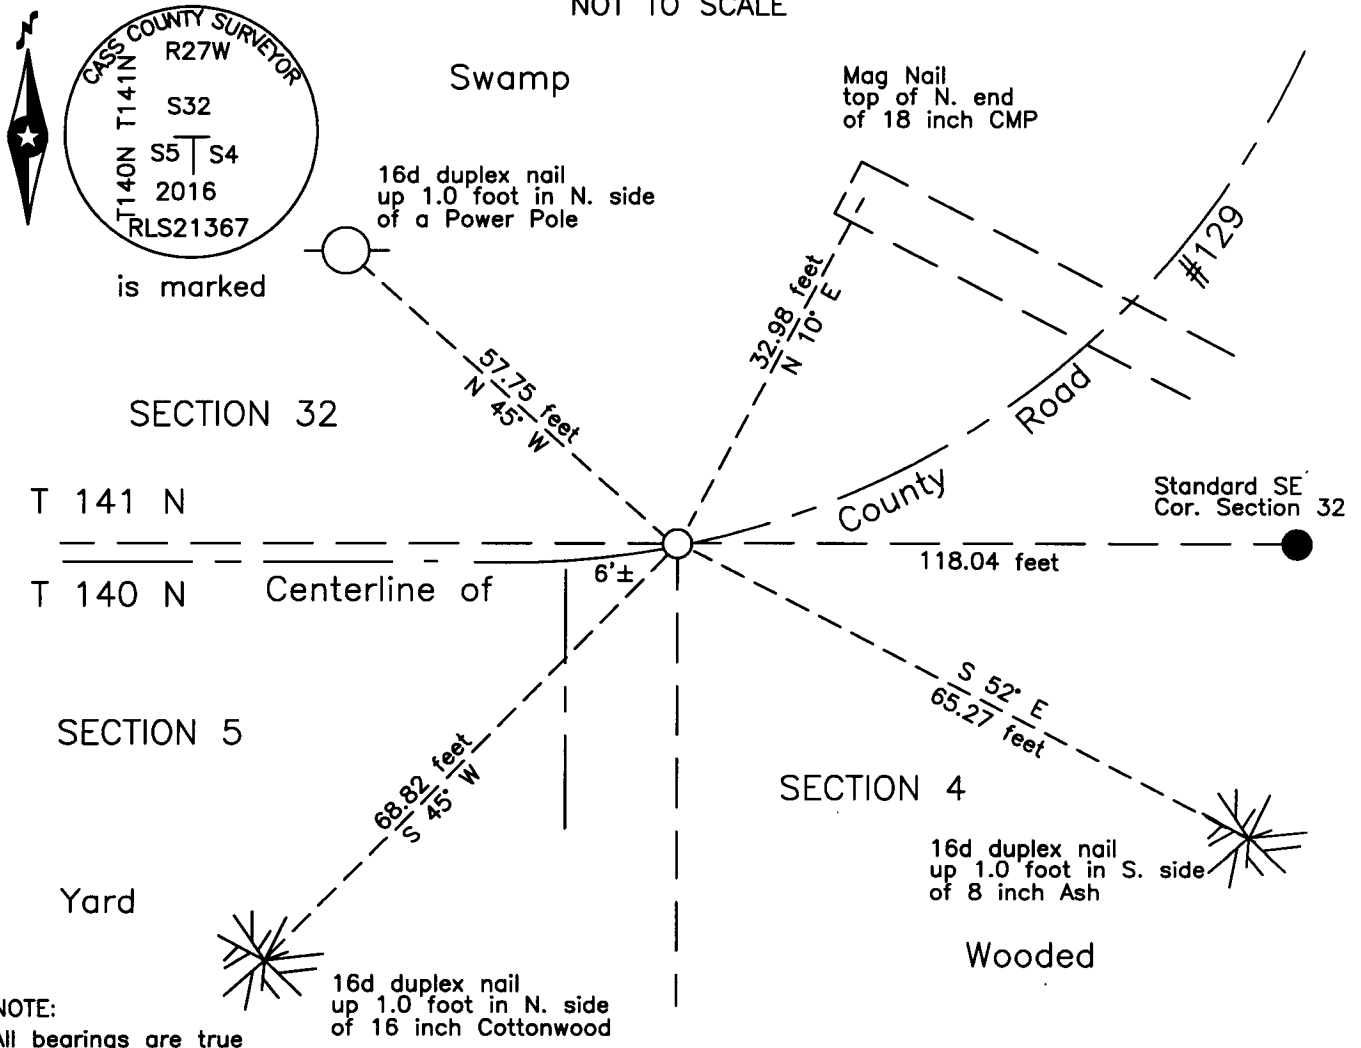 NOT TO SCALE
N
CASS COUNTY SURVEYOR
R27W
T140N T141N
S32
S5 S4
2016
RLS21367
is marked
Swamp
Mag Nail
top of N. end
of 18 inch CMP
16d duplex nail
up 1.0 foot in N. side
of a Power Pole
#129
32.98 feet
N 10° E
57.75 feet
N 45° W
SECTION 32
Road
County
T 141 N
Standard SE
Cor. Section 32
118.04 feet
T 140 N
Centerline of
6'±
S 52° E
65.27 feet
SECTION 5
68.82 feet
S 45° W
SECTION 4
16d duplex nail
up 1.0 foot in S. side
of 8 inch Ash
Yard
Wooded
16d duplex nail
up 1.0 foot in N. side
of 16 inch Cottonwood
NOTE:
All bearings are true